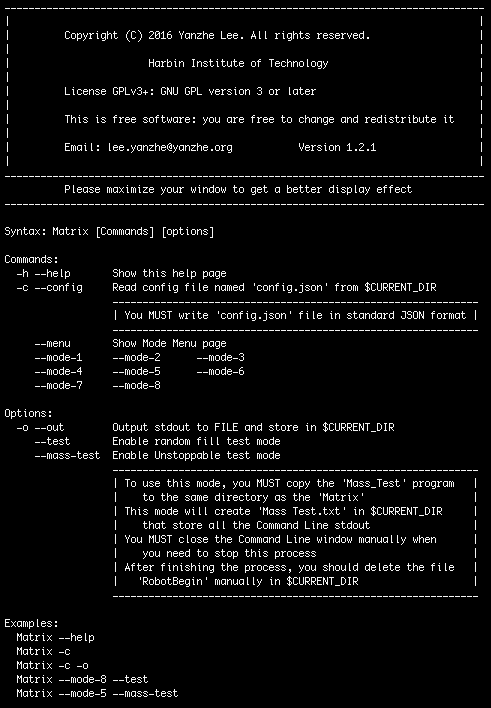 Copyright (C) 2016 Yanzhe Lee. All rights reserved.
Harbin Institute of Technology
License GPLv3+: GNU GPL version 3 or later
This is free software: you are free to change and redistribute it
Email: lee.yanzhe@yanzhe.org Version 1.2.1
Please maximize your window to get a better display effect
Syntax: Matrix [Commands] [options]
Commands:
-h --help Show this help page
-c --config Read config file named 'config.json' from $CURRENT_DIR
| You MUST write 'config.json' file in standard JSON format |
--menu Show Mode Menu page
--mode-1 --mode-2 --mode-3
--mode-4 --mode-5 --mode-6
--mode-7 --mode-8
Options:
-o --out Output stdout to FILE and store in $CURRENT_DIR
--test Enable random fill test mode
--mass-test Enable Unstoppable test mode
| To use this mode, you MUST copy the 'Mass_Test' program |
| to the same directory as the 'Matrix' |
| This mode will create 'Mass Test.txt' in $CURRENT_DIR |
| that store all the Command Line stdout |
| You MUST close the Command Line window manually when |
| you need to stop this process |
| After finishing the process, you should delete the file |
| 'RobotBegin' manually in $CURRENT_DIR |
Examples:
Matrix --help
Matrix -c
Matrix -c -o
Matrix --mode-8 --test
Matrix --mode-5 --mass-test